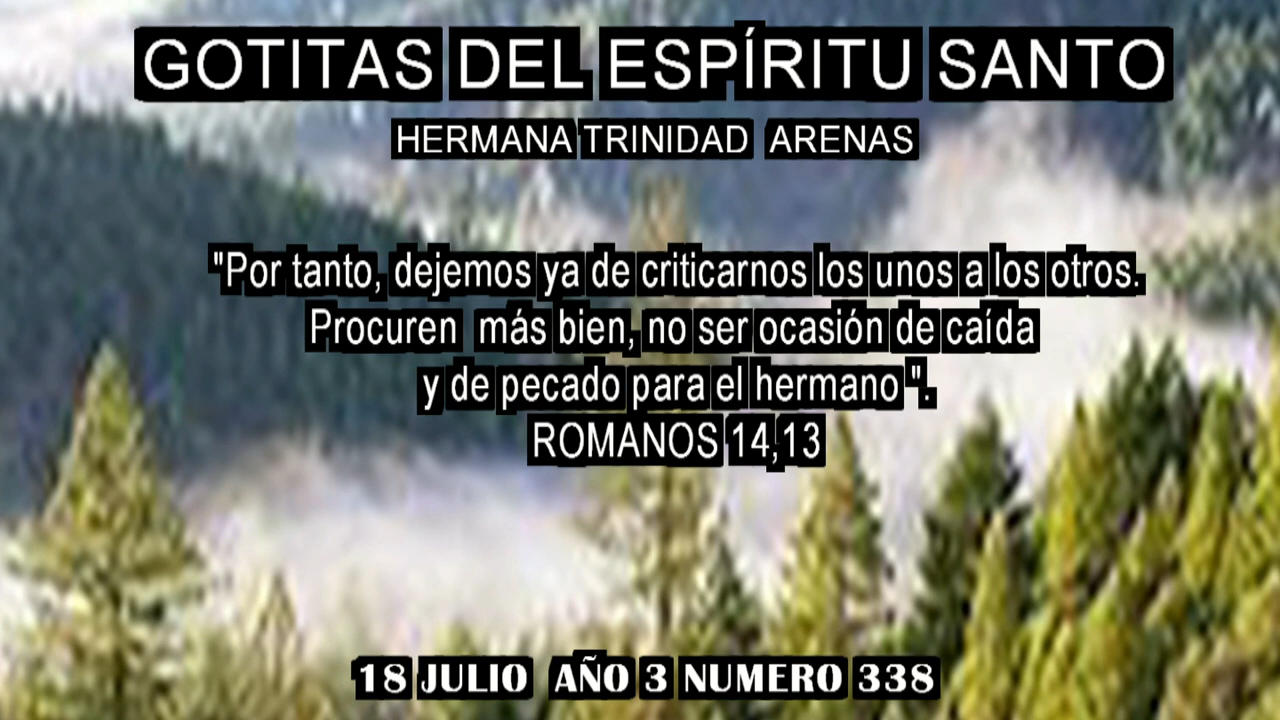 GOTITAS DEL ESPÍRITU SANTO
HERMANA TRINIDAD ARENAS
"Por tanto, dejemos ya de criticarnos los unos a los otros.
Procuren más bien, no ser ocasión de caída
y de pecado para el hermano ".
ROMANOS 14,13
18 JULIO AÑO 3 NUMERO 338